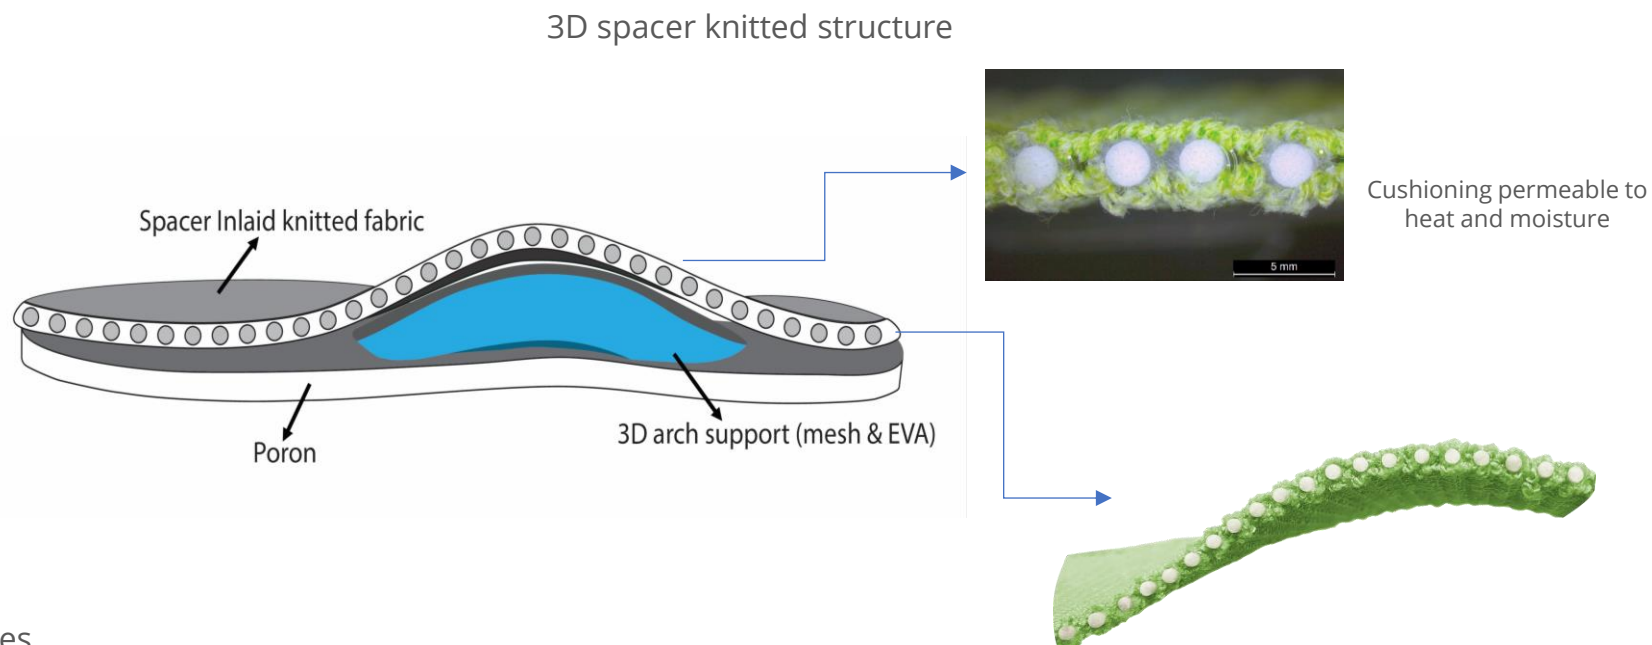 3D spacer knitted structure
5 mm
Cushioning permeable to
heat and moisture
Spacer Inlaid knitted fabric
3D arch support (mesh & EVA)
Poron
es